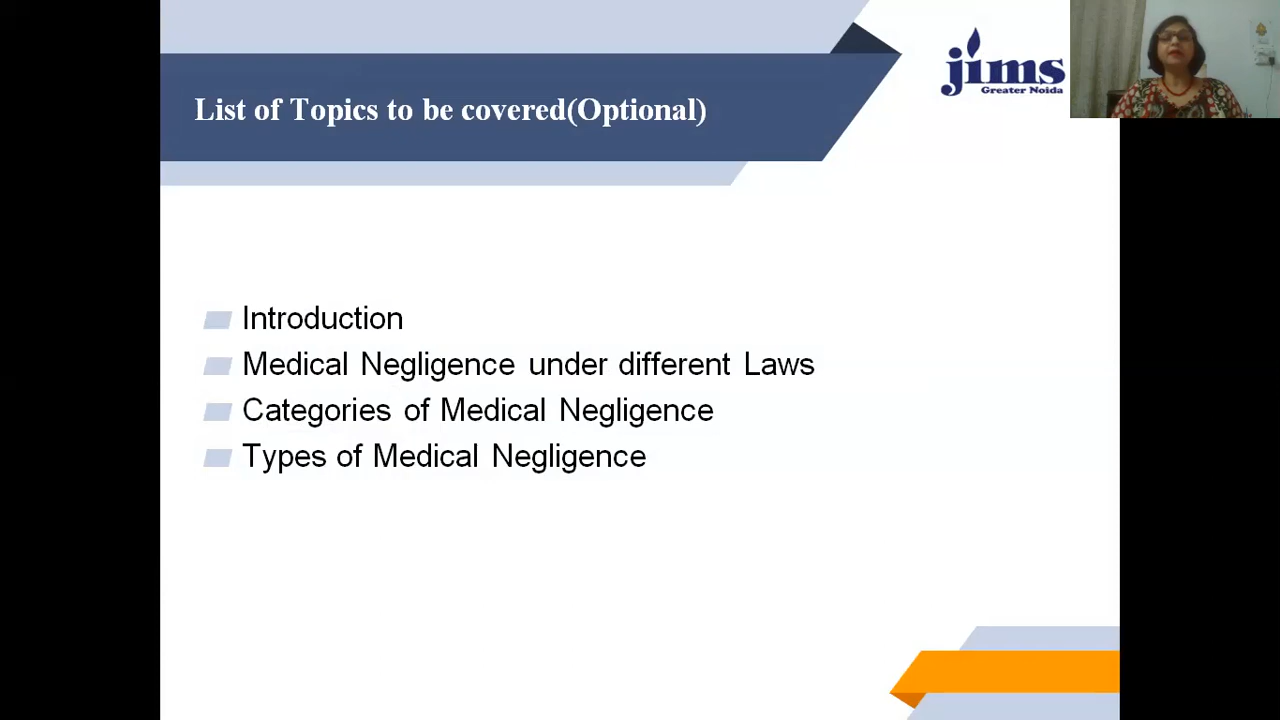 List of Topics to be covered(Optional)
jims
Greater Noida
Introduction
Medical Negligence under different Laws
Categories of Medical Negligence
Types of Medical Negligence